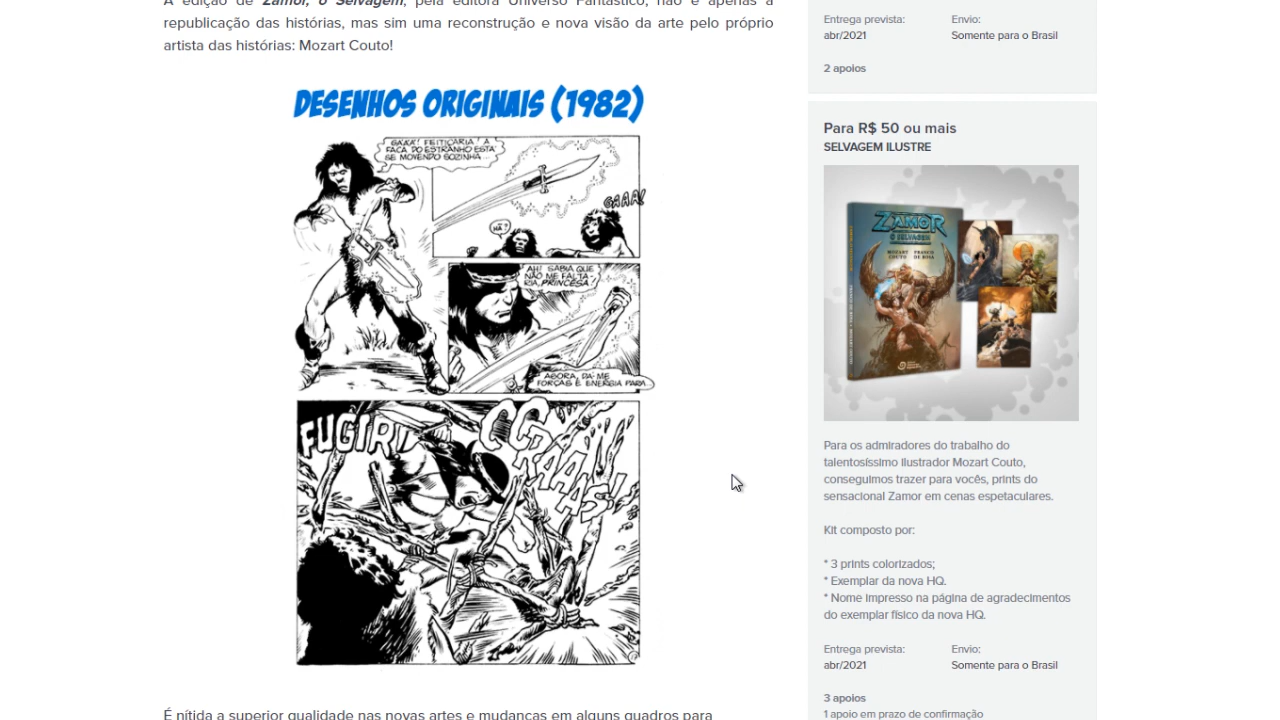 A edição de Zamor, o Selvagem, pela editora Universo Fantástico, não é apenas a
republicação das histórias, mas sim uma reconstrução e nova visão da arte pelo próprio
artista das histórias: Mozart Couto!
DESENHOS ORIGINAIS (1982)
GAAA! FEITIÇARIA! A
FACA DO ESTRANHO ESTÁ
SE MOVENDO SOZINHA...
GAAA!
HÃ?
AH! SABIA QUE
NÃO ME FALTA-
RIA, PRINCESA!
AGORA, DÁ-ME
FORÇAS E ENERGIA PARA...
FUGIR!
É nítida a superior qualidade nas novas artes e mudanças em alguns quadros para
Entrega prevista:
abr/2021
Envio:
Somente para o Brasil
2 apoios
Para R$ 50 ou mais
SELVAGEM ILUSTRE
ZAMOR
O SELVAGEM
MOZART COUTO
FRANCO DE ROSA
Para os admiradores do trabalho do
talentosíssimo Ilustrador Mozart Couto,
conseguimos trazer para vocês, prints do
sensacional Zamor em cenas espetaculares.
Kit composto por:
* 3 prints colorizados;
* Exemplar da nova HQ.
* Nome impresso na página de agradecimentos
do exemplar físico da nova HQ.
Entrega prevista:
abr/2021
Envio:
Somente para o Brasil
3 apoios
1 apoio em prazo de confirmação